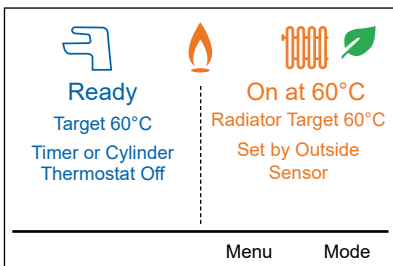 Ready
Target 60°C
Timer or Cylinder
Thermostat Off
On at 60°C
Radiator Target 60°C
Set by Outside
Sensor
Menu
Mode